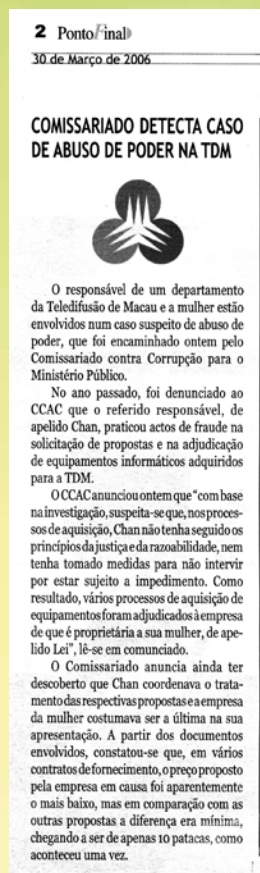 2 PontoFinal
30 de Março de 2006
COMISSARIADO DETECTA CASO
DE ABUSO DE PODER NA TDM
O responsável de um departamento
da Teledifusão de Macau e a mulher estão
envolvidos num caso suspeito de abuso de
poder, que foi encaminhado ontem pelo
Comissariado contra Corrupção para o
Ministério Público.
No ano passado, foi denunciado ao
CCAC que o referido responsável, de
apelido Chan, praticou actos de fraude na
solicitação de propostas e na adjudicação
de equipamentos informáticos adquiridos
para a TDM.
O CCAC anunciou ontem que "com base
na investigação, suspeita-se que, nos proces-
sos de aquisição, Chan não tenha seguido os
princípios da justiça e da razoabilidade, nem
tenha tomado medidas para não intervir
por estar sujeito a impedimento. Como
resultado, vários processos de aquisição de
equipamentos foram adjudicados à empresa
de que é proprietária a sua mulher, de ape-
lido Lei", lê-se em comunciado.
O Comissariado anuncia ainda ter
descoberto que Chan coordenava o trata-
mento das respectivas propostas e a empresa
da mulher costumava ser a última na sua
apresentação. A partir dos documentos
envolvidos, constatou-se que, em vários
contratos de fornecimento, o preço proposto
pela empresa em causa foi aparentemente
o mais baixo, mas em comparação com as
outras propostas a diferença era mínima,
chegando a ser de apenas 10 patacas, como
aconteceu uma vez.